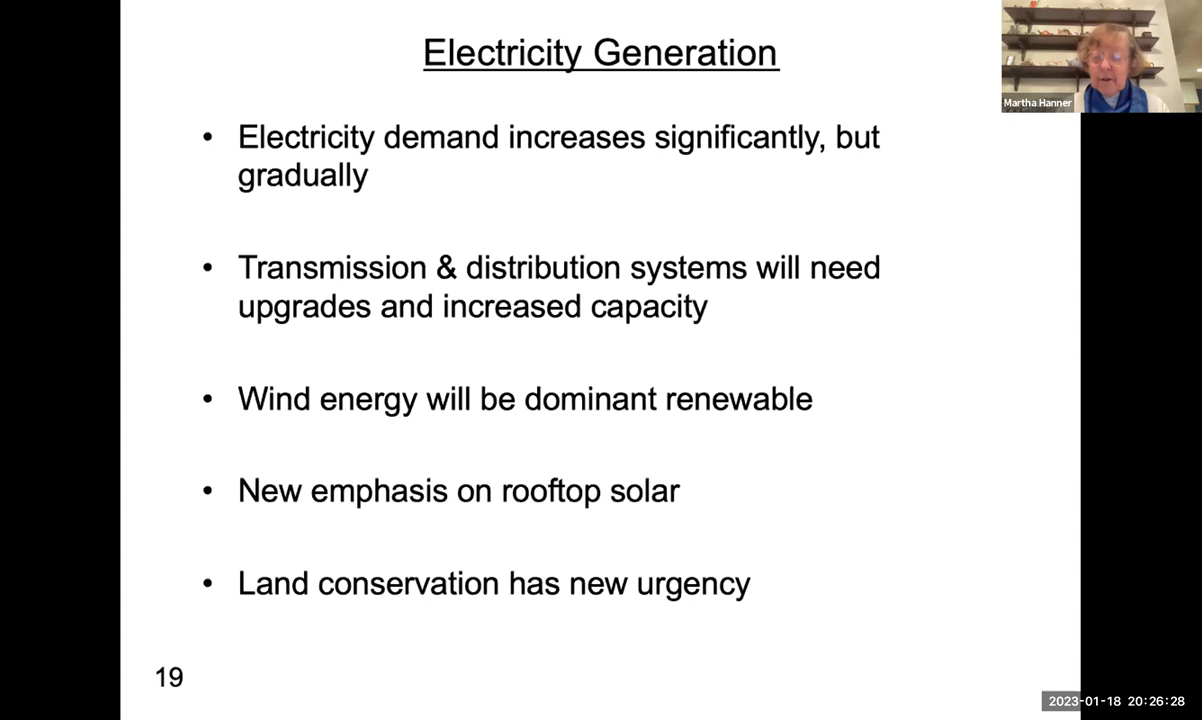 Electricity Generation
Martha Hanner
• Electricity demand increases significantly, but
gradually
• Transmission & distribution systems will need
upgrades and increased capacity
• Wind energy will be dominant renewable
• New emphasis on rooftop solar
• Land conservation has new urgency
19
2023-01-18 20:26:28